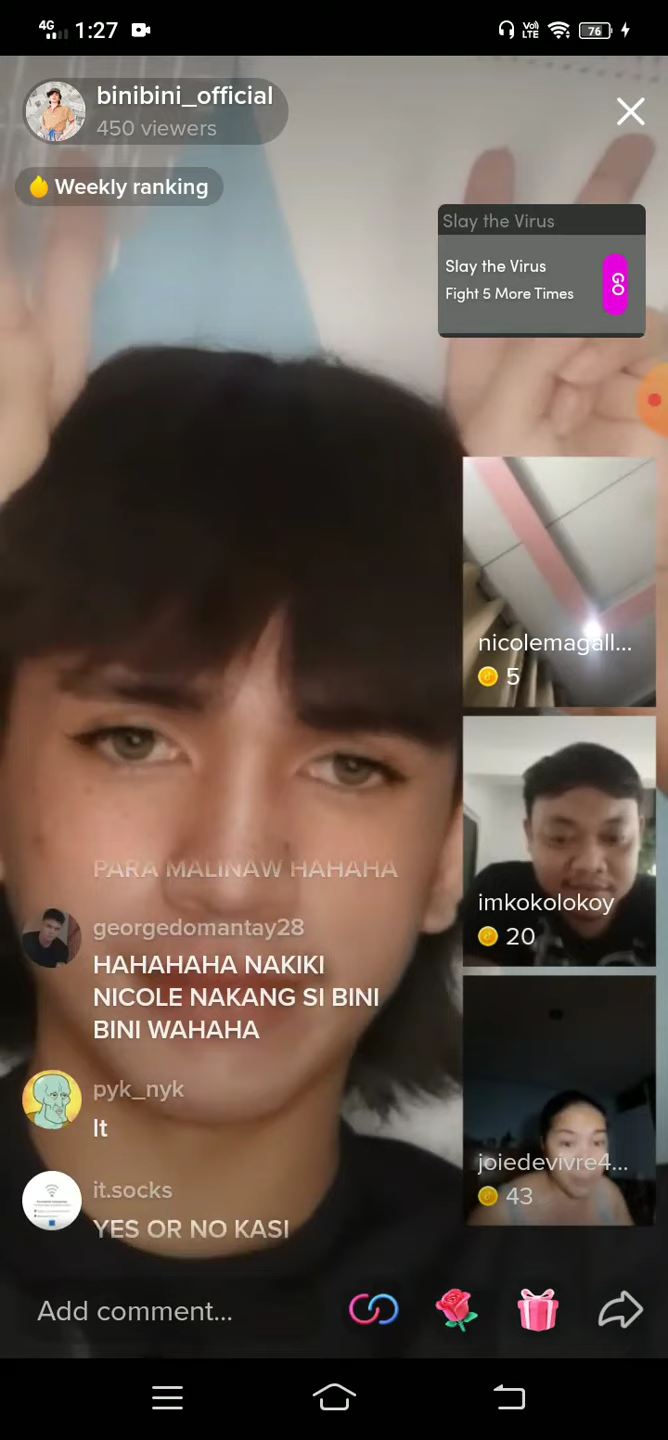 4G 1:27 Vo) LTE 76
binibini_official
450 viewers
Weekly ranking
Slay the Virus
Slay the Virus
Fight 5 More Times
GO
nicolemagall...
5
imkokolokoy
20
PARA MALINAW HAHAHA
georgedomantay28
HAHAHAHA NAKIKI
NICOLE NAKANG SI BINI
BINI WAHAHA
pyk_nyk
It
joiedevivre4...
43
it.socks
YES OR NO KASI
Add comment...